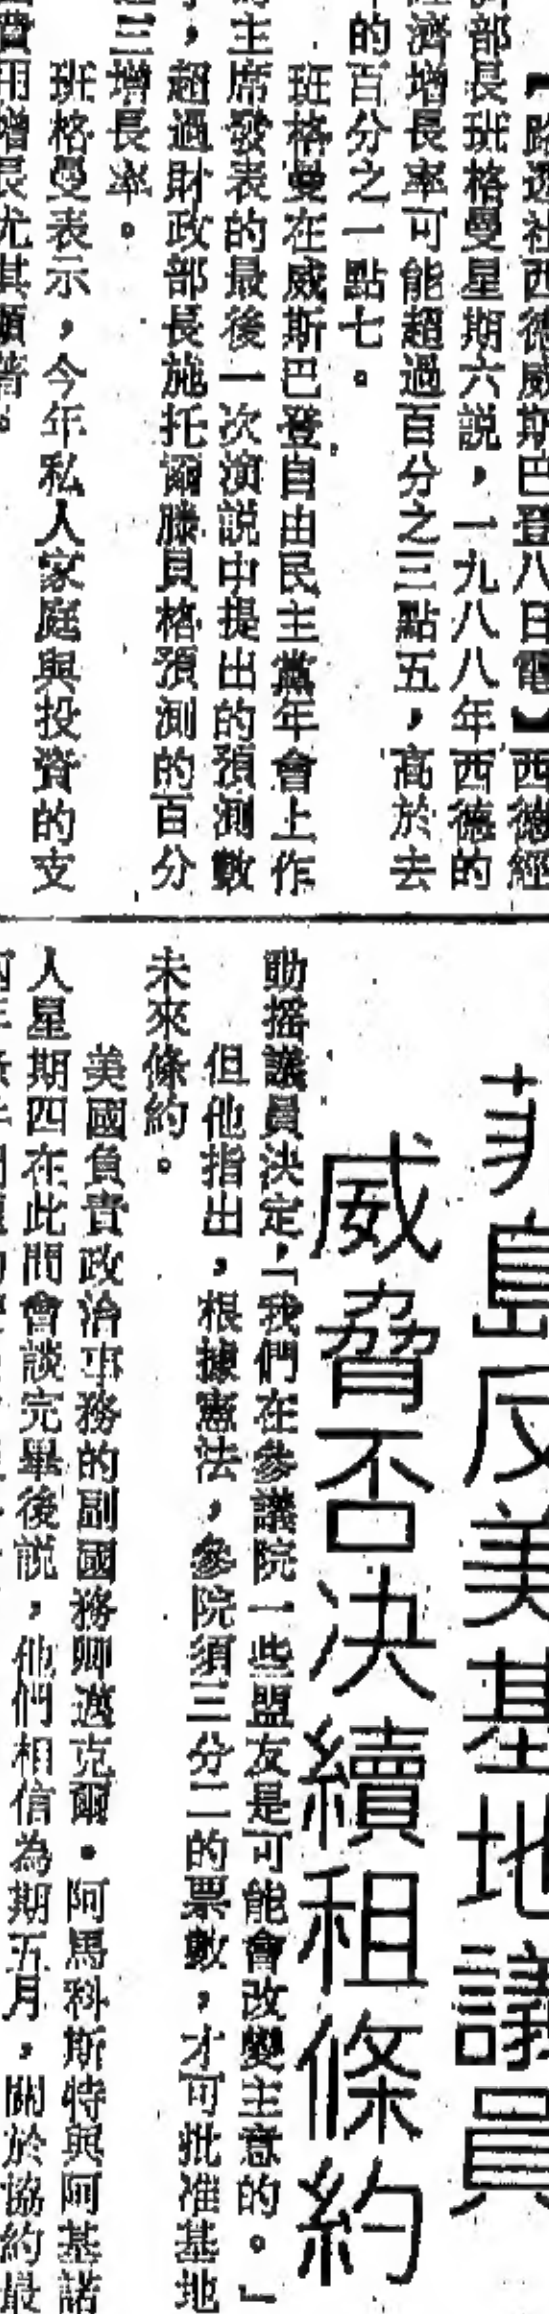 【路透社西德威斯巴登八日電】西德經
部長班格曼星期六説，一九八八年西德的
濟增長率可能超過百分之三點五，高於去
的百分之一點七。
班格曼在威斯巴登自由民主黨年會上作
主席發表的最後一次演説中提出的預測數
，超過財政部長施托爾滕貝格預測的百分
三增長率。
班格曼表示，今年私人家庭與投資的支
費用增長尤其顯著。
菲島反美基地議員
威脅否决續租條約
動搖議員決定，「我們在參議院一些盟友是可能會改變主意的。」
但他指出，根據憲法，參院須三分二的票數，才可批准基地
未來條約。
美國負責政治事務的副國務卿邁克爾·阿馬科斯特與阿基諾
人星期四在此間會談完畢後説，他們相信為期五月，關於協約最